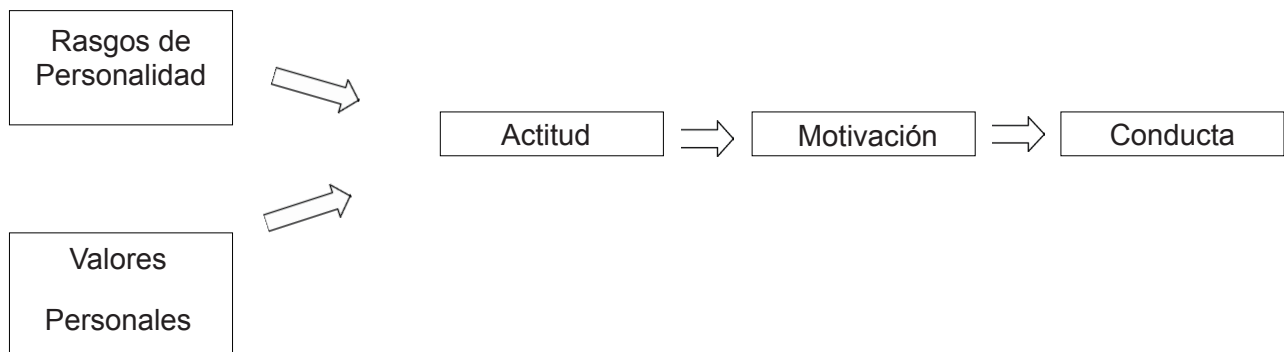 Rasgos de
Personalidad
Actitud
Motivación
Conducta
Valores
Personales